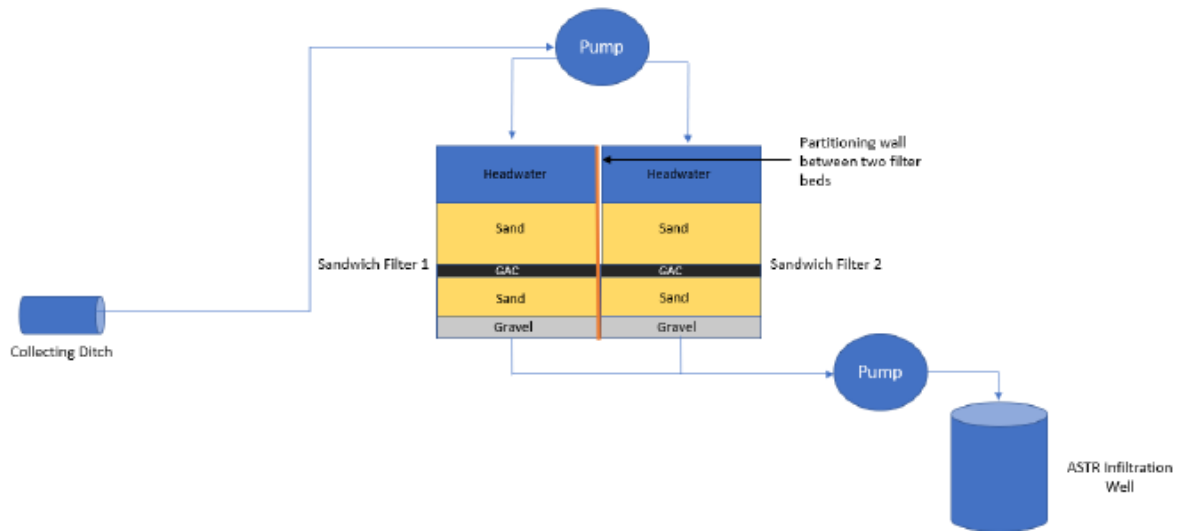 Pump
Partitioning wall
between two filter
beds
Headwater
Headwater
Sand
Sand
Sandwich Filter 1
GAC
GAC
Sandwich Filter 2
Sand
Sand
Gravel
Gravel
Collecting Ditch
Pump
ASTR Infiltration
Well